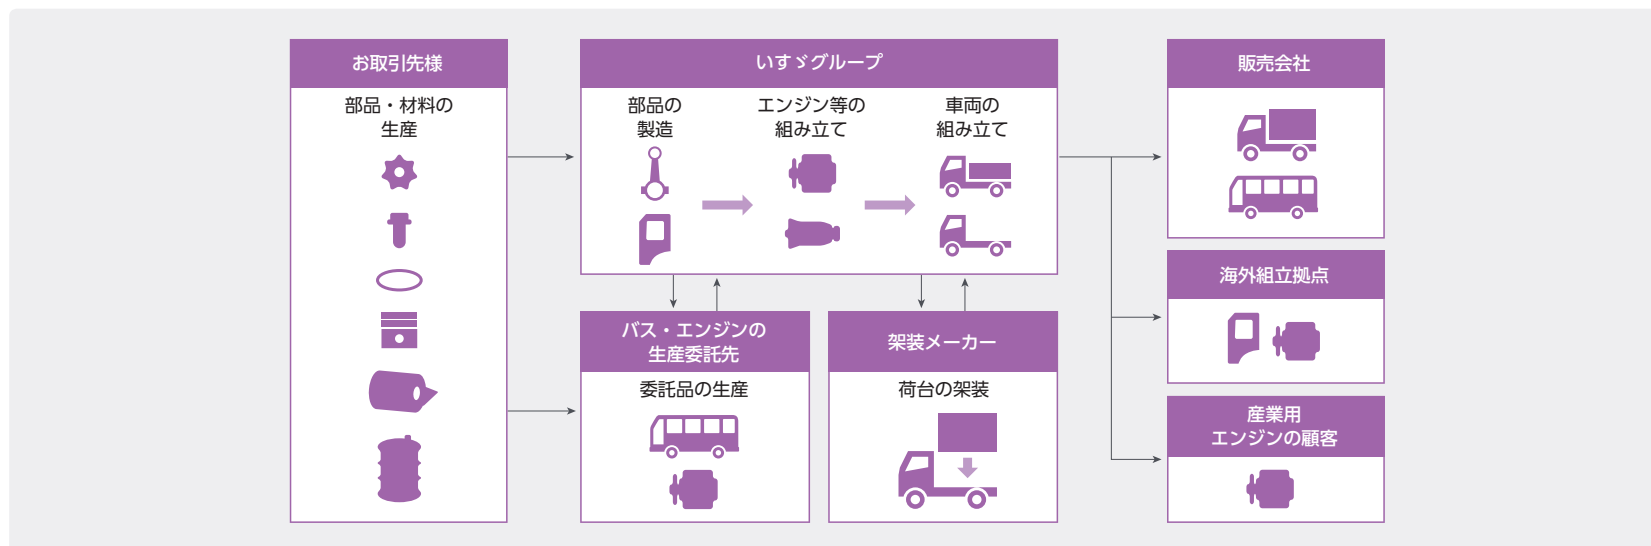 お取引先様
部品・材料の
生産
いすゞグループ
部品の
製造
エンジン等の
組み立て
車両の
組み立て
バス・エンジンの
生産委託先
委託品の生産
架装メーカー
荷台の架装
販売会社
海外組立拠点
産業用
エンジンの顧客